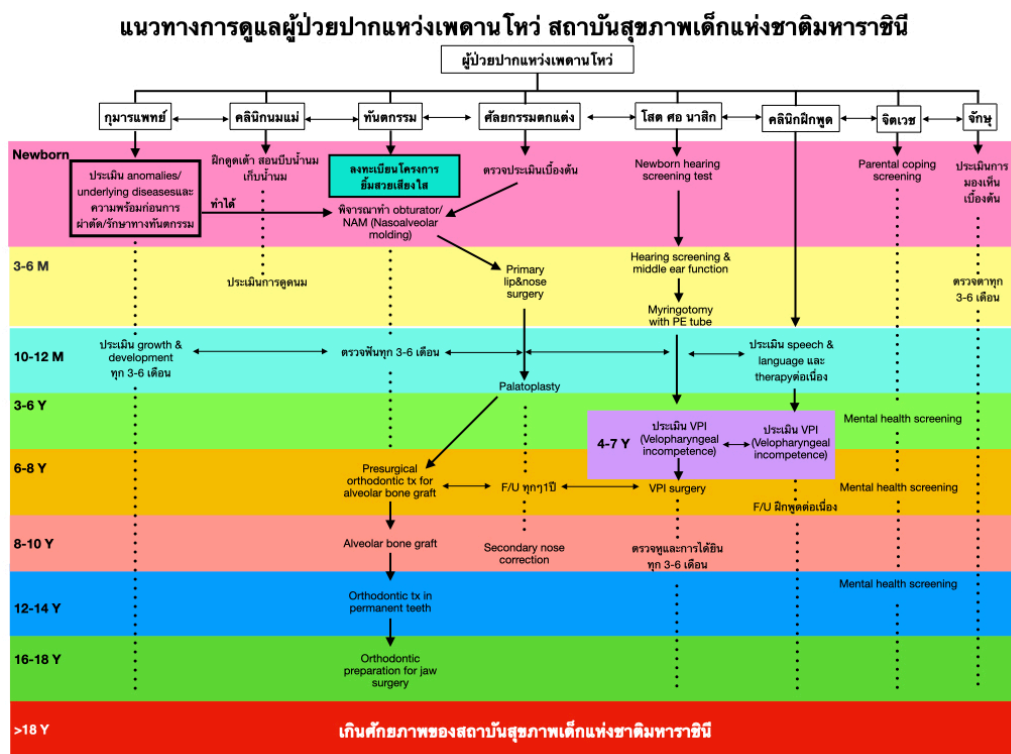 แนวทางการดูแลผู้ป่วยปากแหว่งเพดานโหว่ สถาบันสุขภาพเด็กแห่งชาติมหาราชินี
ผู้ป่วยปากแหว่งเพดานโหว่
กุมารแพทย์
คลินิกนมแม่
ทันตกรรม
ศัลยกรรมตกแต่ง
โสต ศอ นาสิก
คลินิกฝึกพูด
จิตเวช
จักษุ
Newborn
ประเมิน anomalies/
underlying diseasesและ
ความพร้อมก่อนการ
ผ่าตัด/รักษาทางทันตกรรม
ทำได้
ฝึกดูดเต้า สอนบีบน้ำนม
เก็บน้ำนม
ลงทะเบียนโครงการ
ยิ้มสวยเสียงใส
พิจารณาทำ obturator/
NAM (Nasoalveolar
molding)
ตรวจประเมินเบื้องต้น
Newborn hearing
screening test
Parental coping
screening
ประเมินการ
มองเห็น
เบื้องต้น
3-6 M
ประเมินการดูดนม
Primary
lip&nose
surgery
Hearing screening &
middle ear function
Myringotomy
with PE tube
ตรวจตาทุก
3-6 เดือน
10-12 M
ประเมิน growth &
development
ทุก 3-6 เดือน
ตรวจฟันทุก 3-6 เดือน
Palatoplasty
ประเมิน speech &
language และ
therapyต่อเนื่อง
3-6 Y
4-7 Y
ประเมิน VPI
(Velopharyngeal
incompetence)
ประเมิน VPI
(Velopharyngeal
incompetence)
Mental health screening
6-8 Y
Presurgical
orthodontic tx for
alveolar bone graft
F/U ทุกๆ1ปี
VPI surgery
F/U ฝึกพูดต่อเนื่อง
Mental health screening
8-10 Y
Alveolar bone graft
Secondary nose
correction
ตรวจหูและการได้ยิน
ทุก 3-6 เดือน
12-14 Y
Orthodontic tx in
permanent teeth
Mental health screening
16-18 Y
Orthodontic
preparation for jaw
surgery
>18 Y
เกินศักยภาพของสถาบันสุขภาพเด็กแห่งชาติมหาราชินี